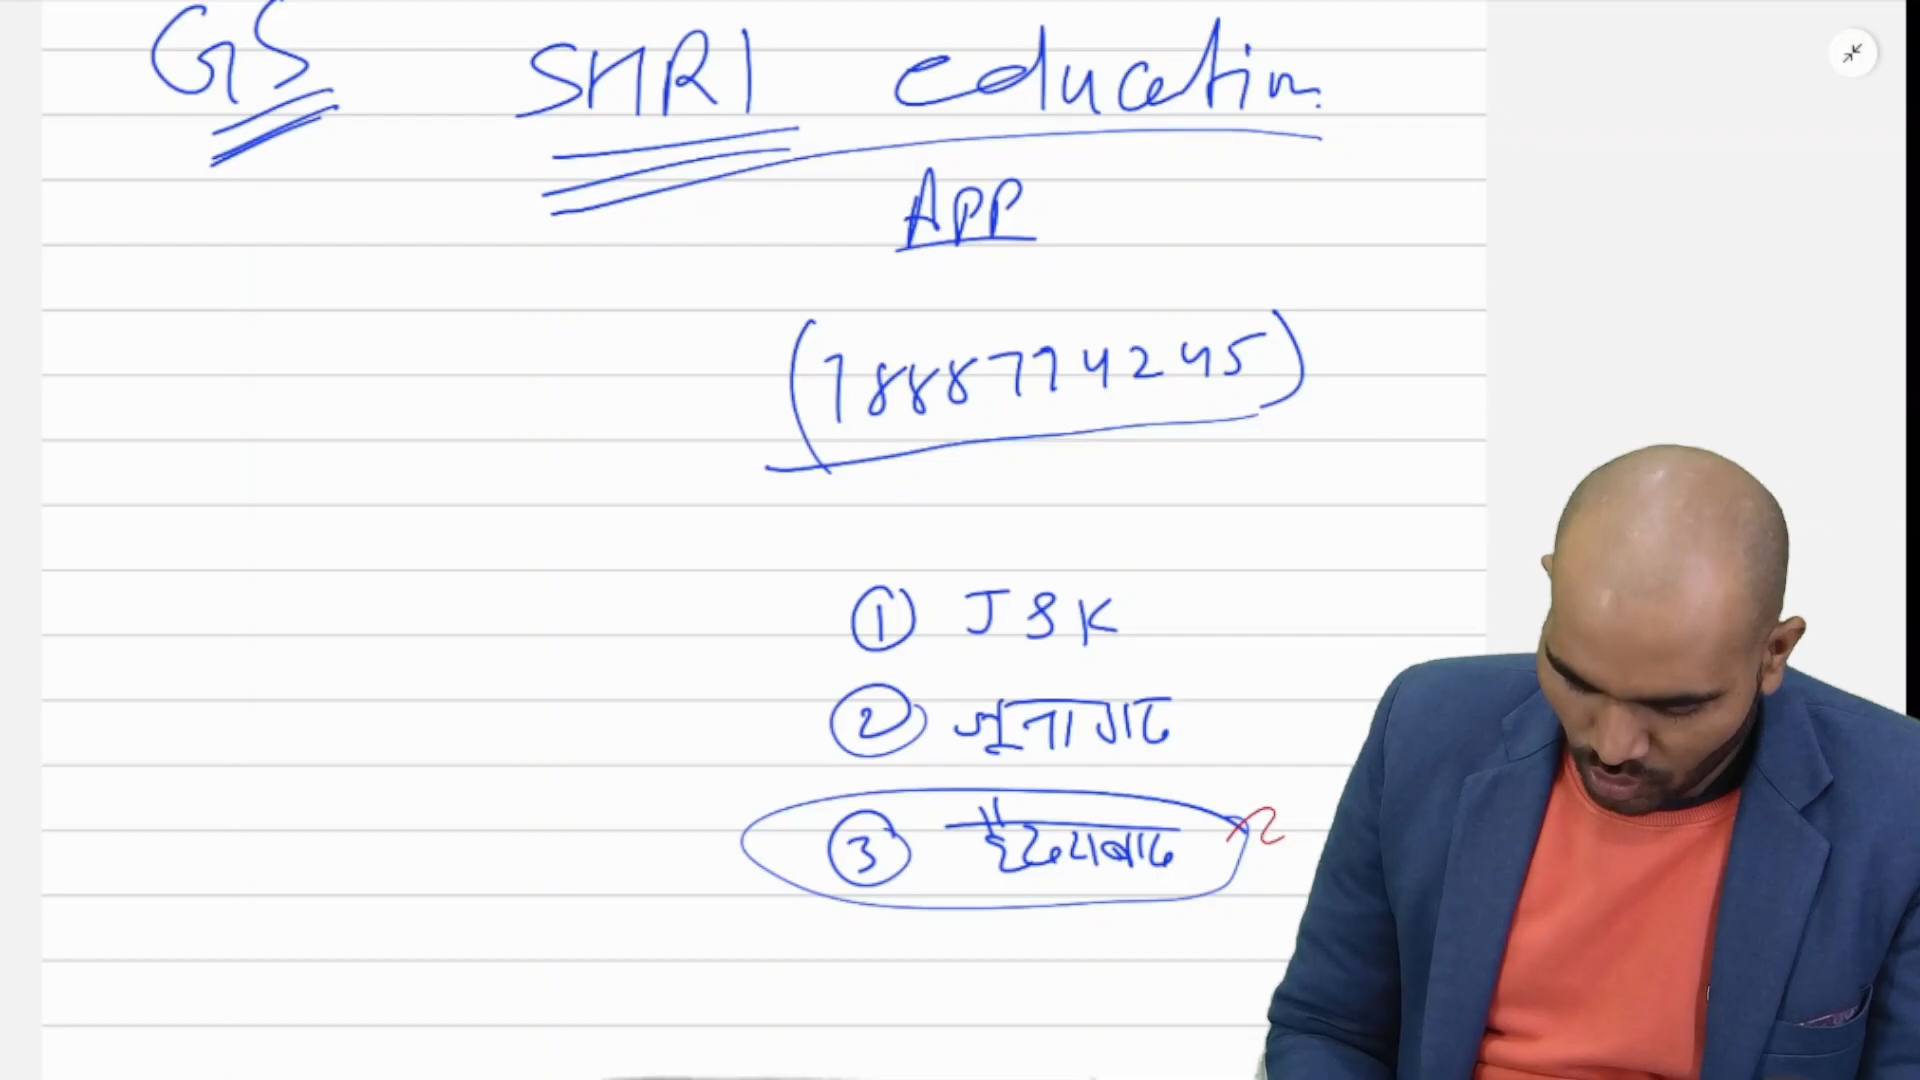 GS SHRI education
APP
(7888774245)
① J & K
② जूनागढ
③ हैदराबाद